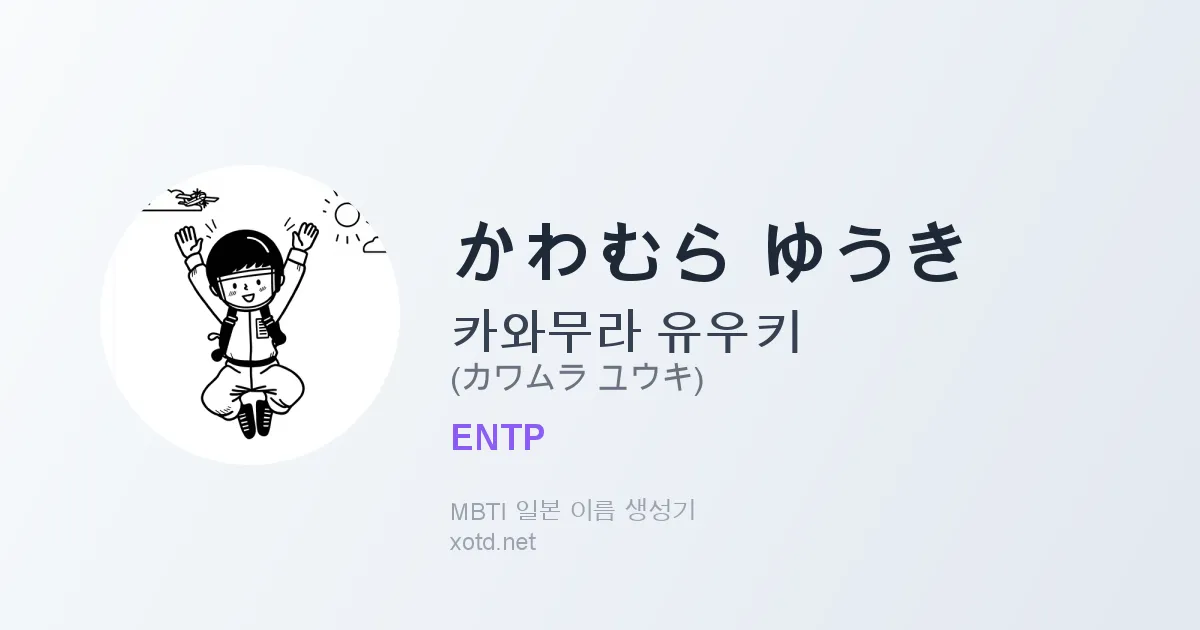 かわむら ゆうき
카와무라 유우키
(カワムラ ユウキ)
ENTP
MBTI 일본 이름 생성기
xotd.net